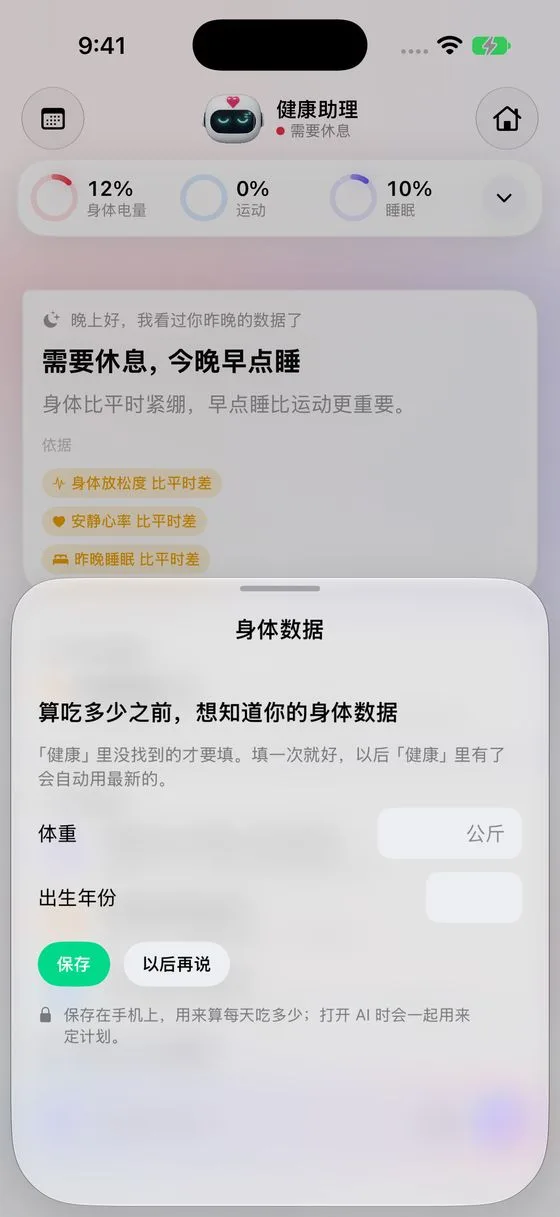 9:41
健康助理
需要休息
12%
身体电量
0%
运动
10%
睡眠
晚上好，我看过你昨晚的数据了
需要休息，今晚早点睡
身体比平时紧绷，早点睡比运动更重要。
依据
身体放松度 比平时差
安静心率 比平时差
昨晚睡眠 比平时差
身体数据
算吃多少之前，想知道你的身体数据
「健康」里没找到的才要填。填一次就好，以后「健康」里有了
会自动用最新的。
体重
公斤
出生年份
保存
以后再说
保存在手机上，用来算每天吃多少；打开 AI 时会一起用来
定计划。